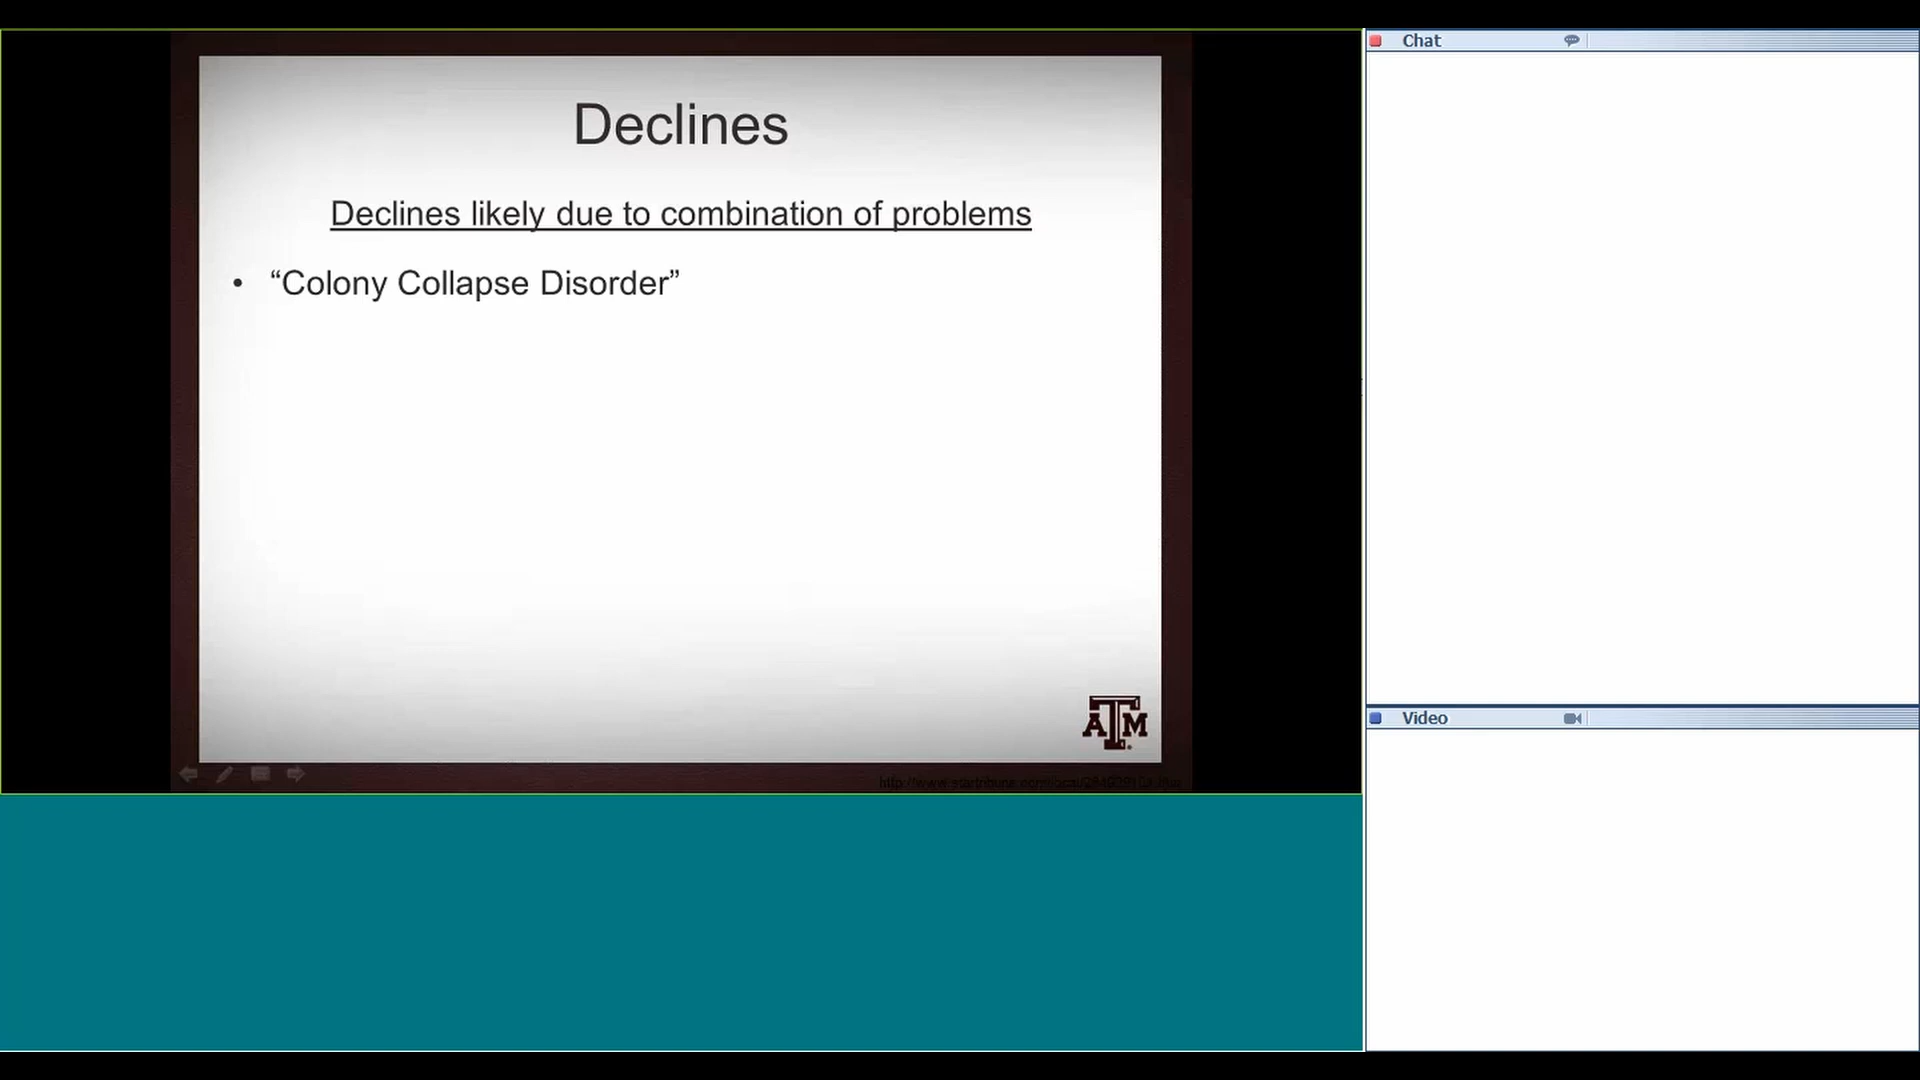 Declines
Declines likely due to combination of problems
• “Colony Collapse Disorder”
ATM
Chat
Video